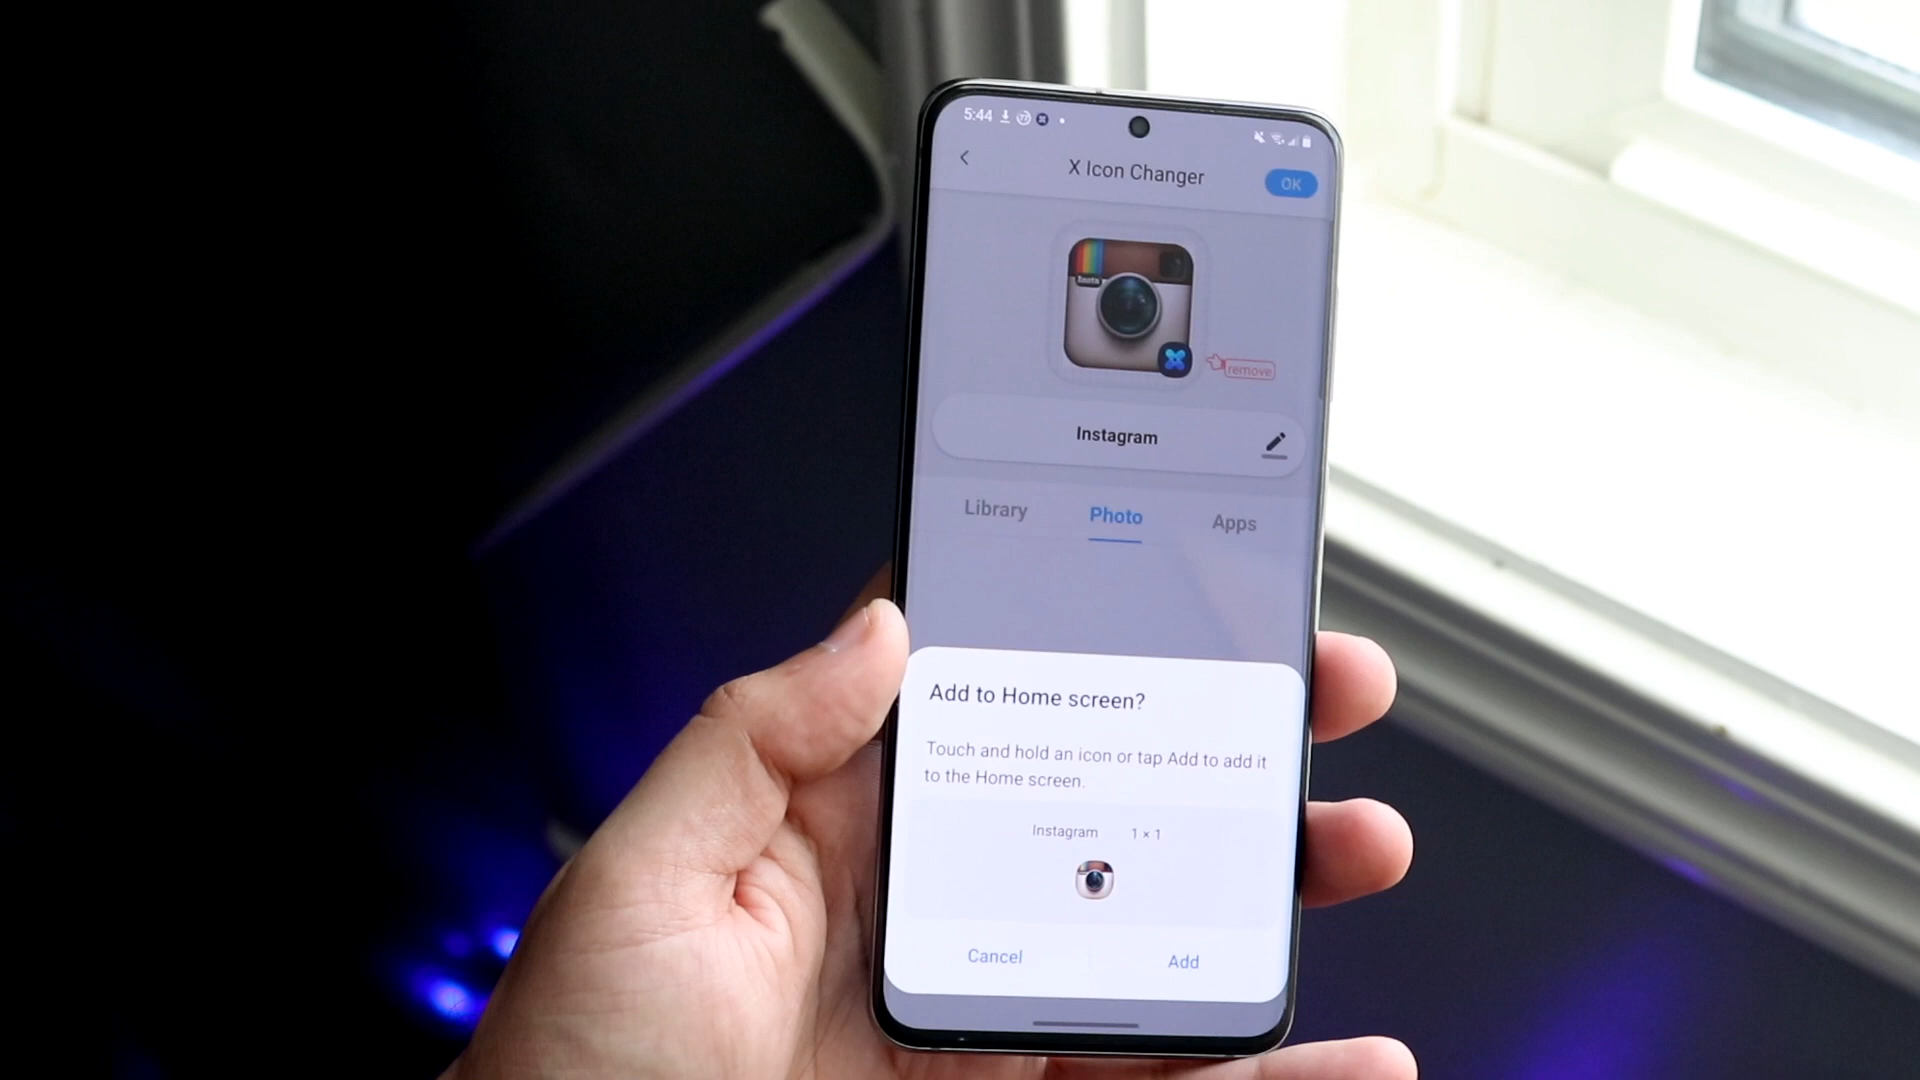 5:44
X Icon Changer
OK
Insta
remove
Instagram
Library Photo Apps
Add to Home screen?
Touch and hold an icon or tap Add to add it
to the Home screen.
Instagram 1 × 1
Cancel Add